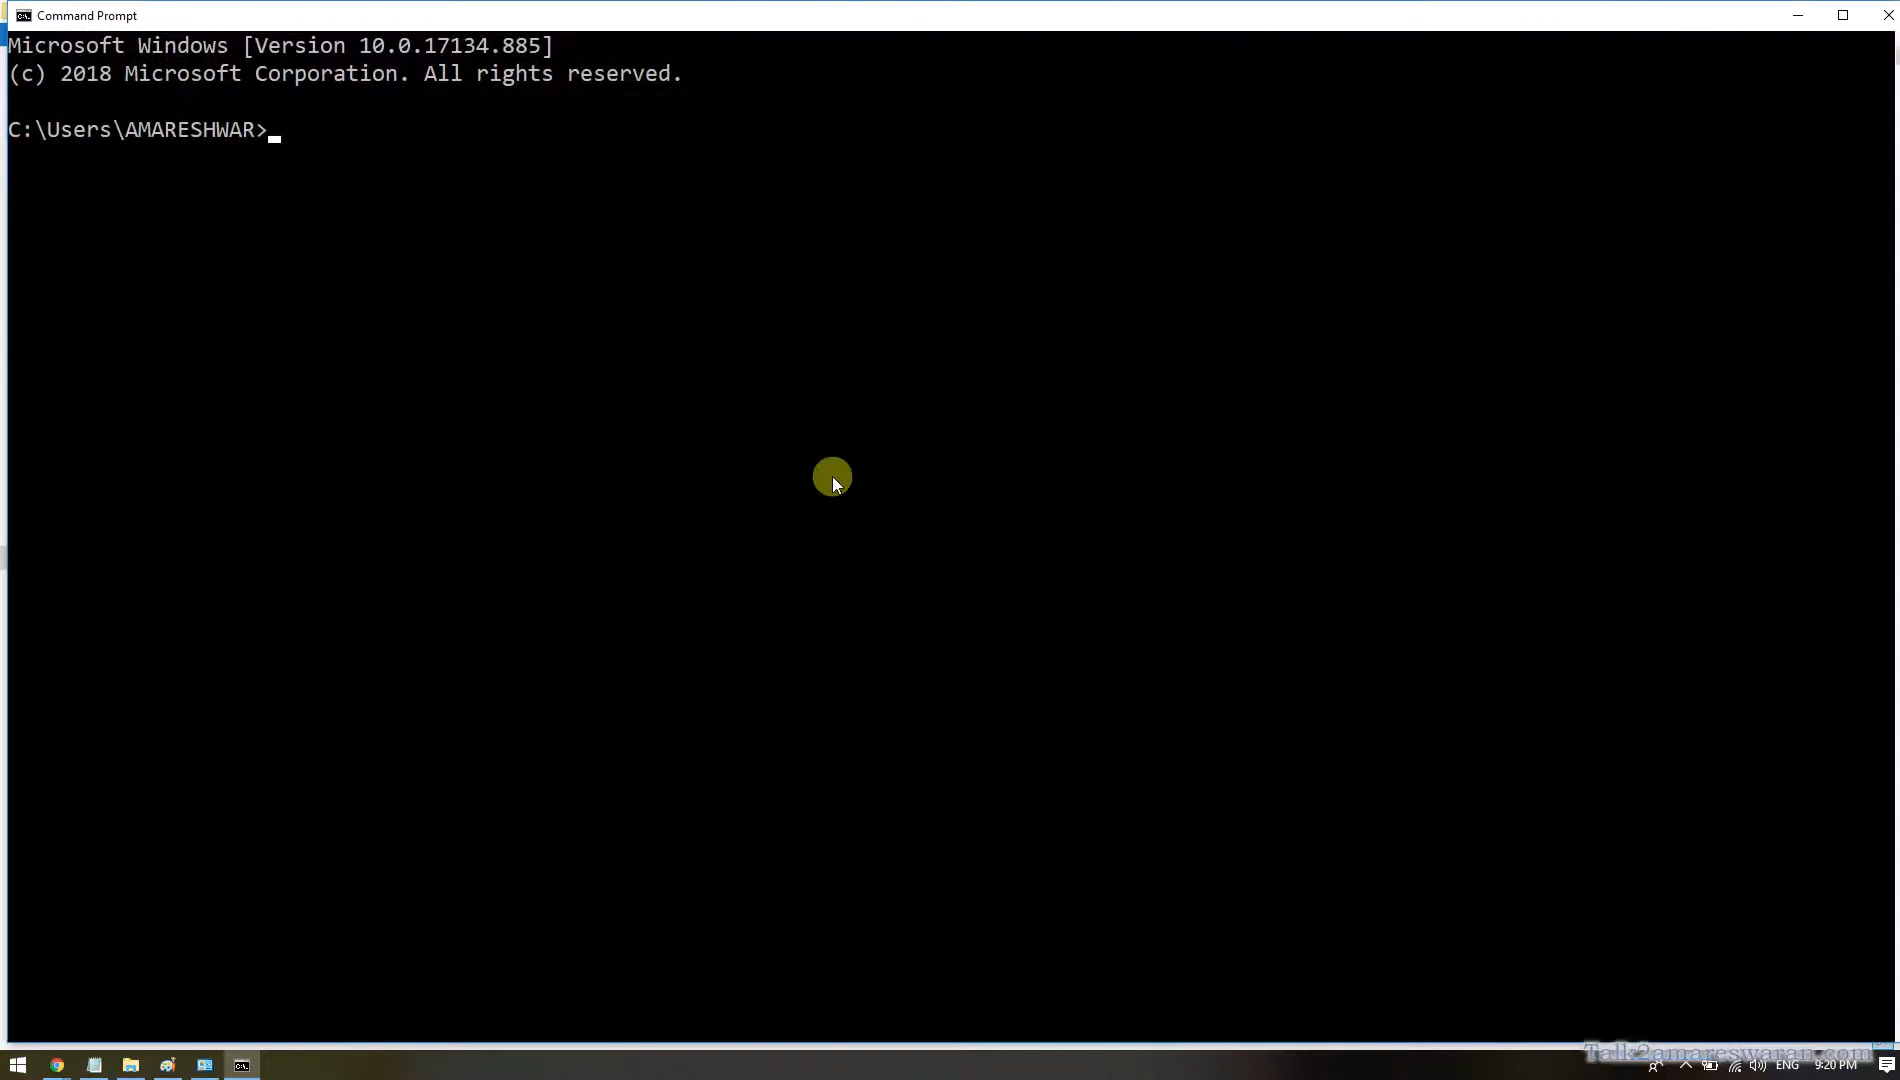 Command Prompt
Microsoft Windows [Version 10.0.17134.885]
(c) 2018 Microsoft Corporation. All rights reserved.
C:\Users\AMARESHWAR>
Talk2amareswaran.com
ENG 9:20 PM